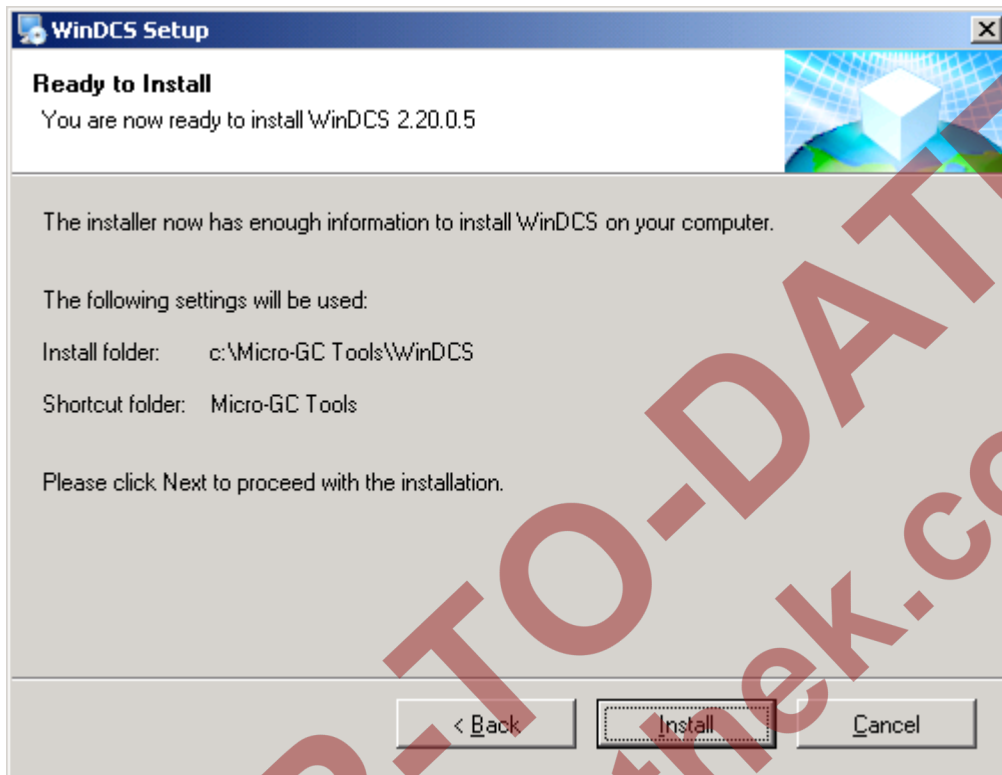 WinDCS Setup
Ready to Install
You are now ready to install WinDCS 2.20.0.5
The installer now has enough information to install WinDCS on your computer.
The following settings will be used:
Install folder: c:\Micro-GC Tools\WinDCS
Shortcut folder: Micro-GC Tools
Please click Next to proceed with the installation.
< Back
Install
Cancel